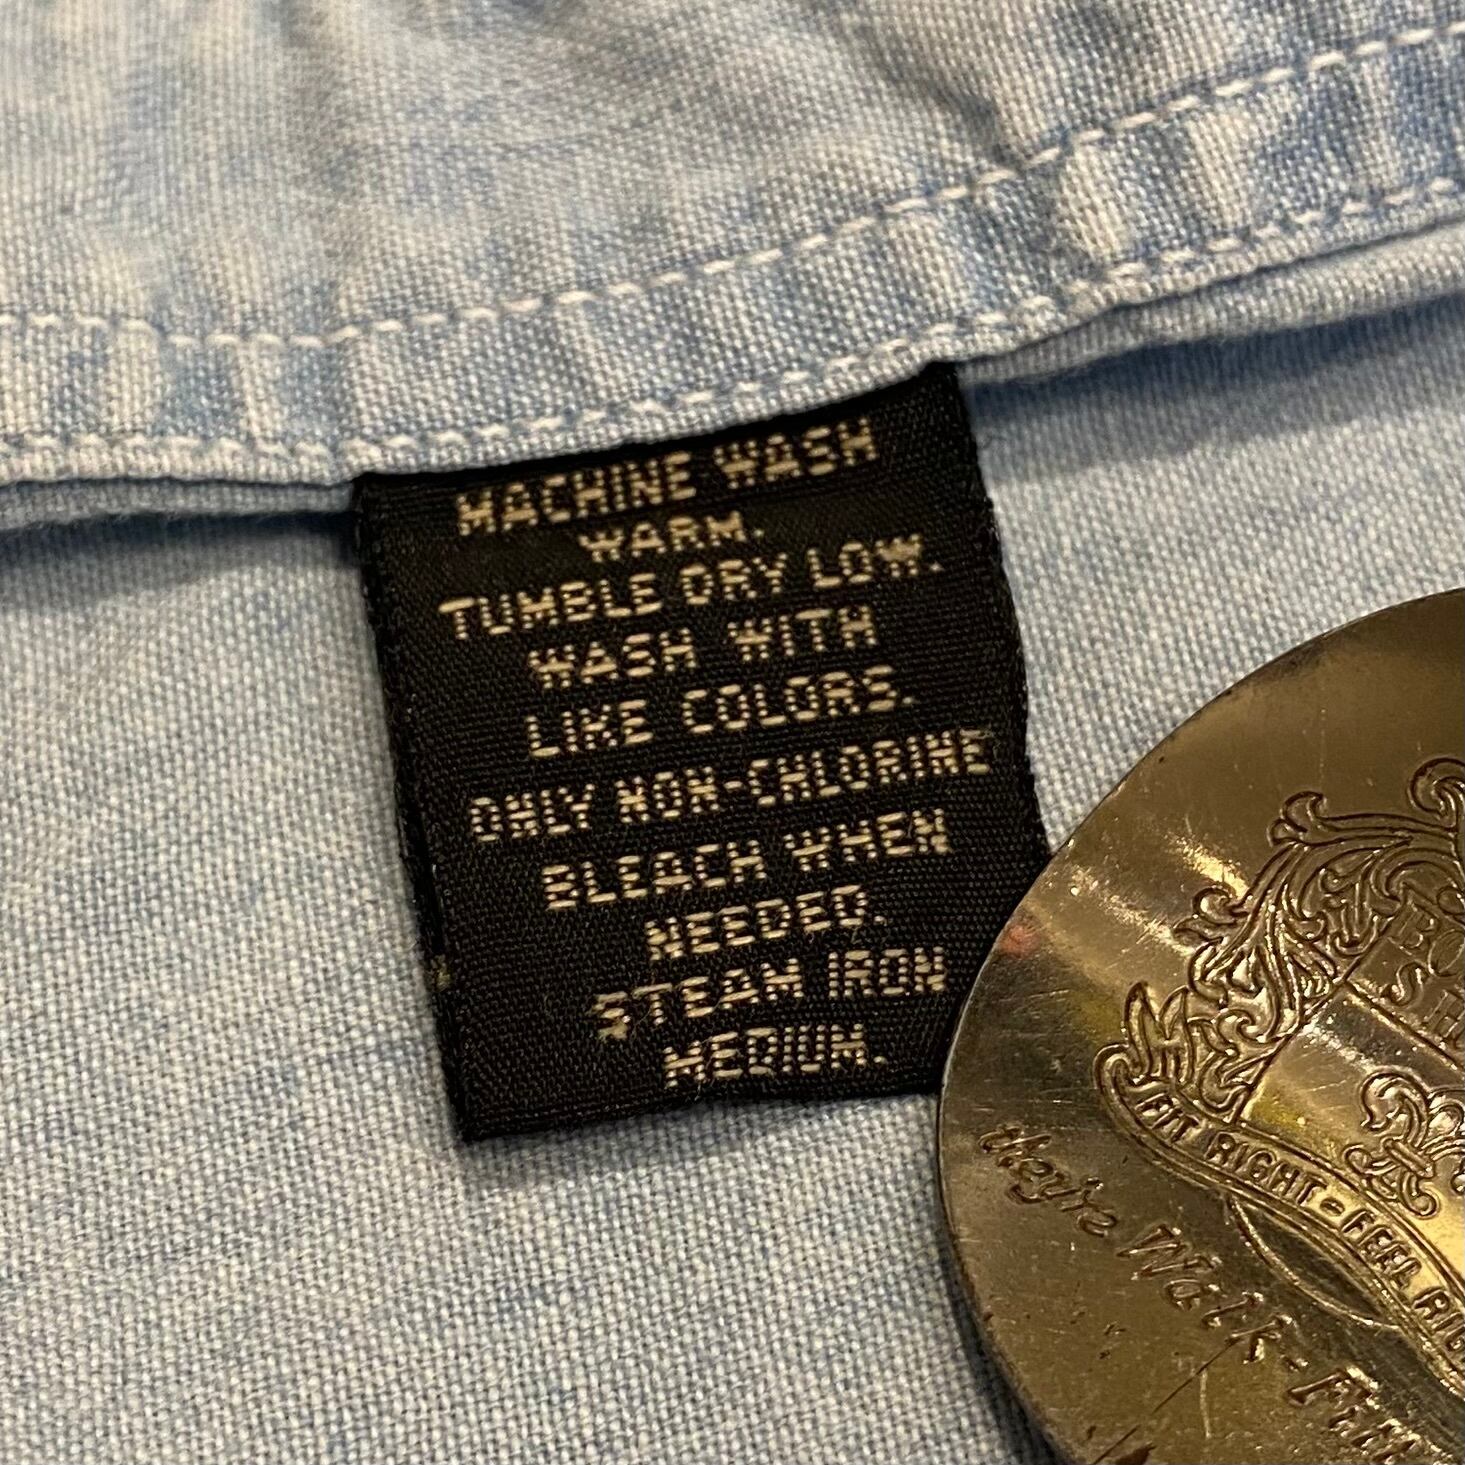 MACHINE WASH
WARM.
TUMBLE DRY LOW.
WASH WITH
LIKE COLORS.
ONLY NON-CHLORINE
BLEACH WHEN
NEEDED.
STEAM IRON
MEDIUM.
FIT RIGHT-FEEL
they're Walk-